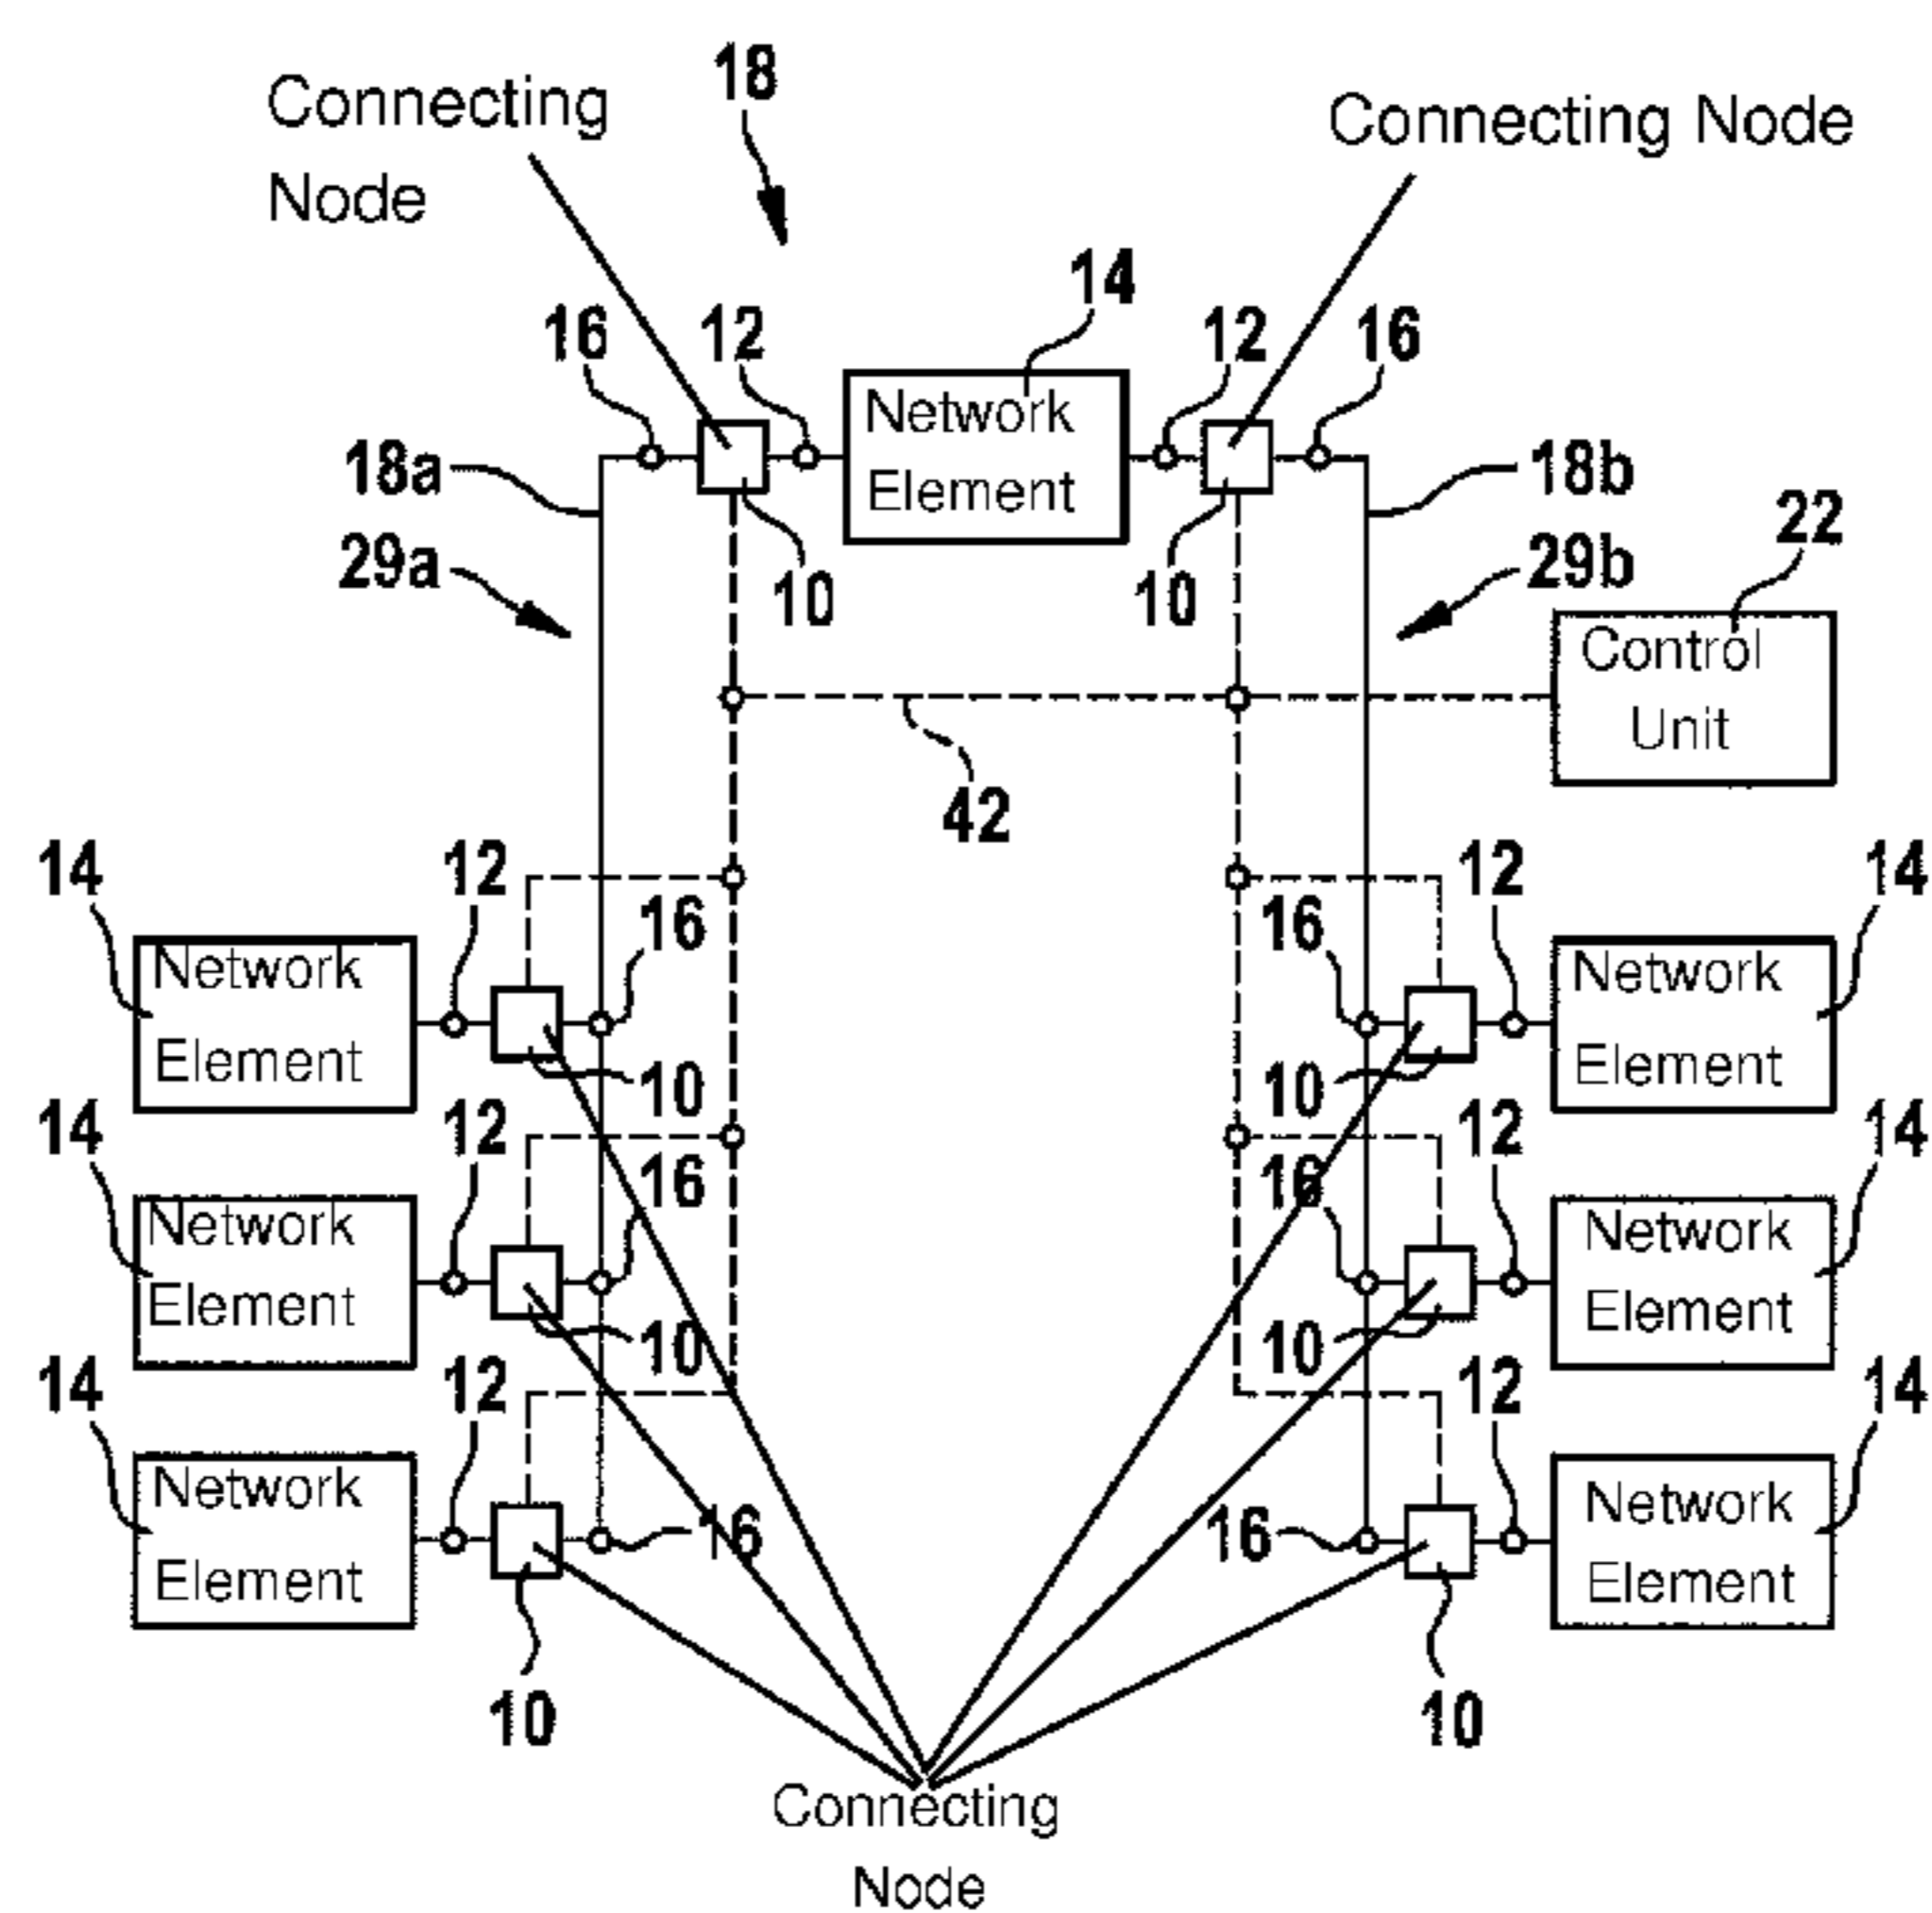 18
Connecting
Node
Connecting Node
14
16
12
12
16
Network
Element
18a
18b
29a
10
10
29b
22
Control
Unit
42
14
12
16
16
12
14
Network
Element
Network
Element
10
10
14
12
16
16
12
14
Network
Element
Network
Element
10
10
14
12
12
14
Network
Element
16
16
Network
Element
10
10
Connecting
Node